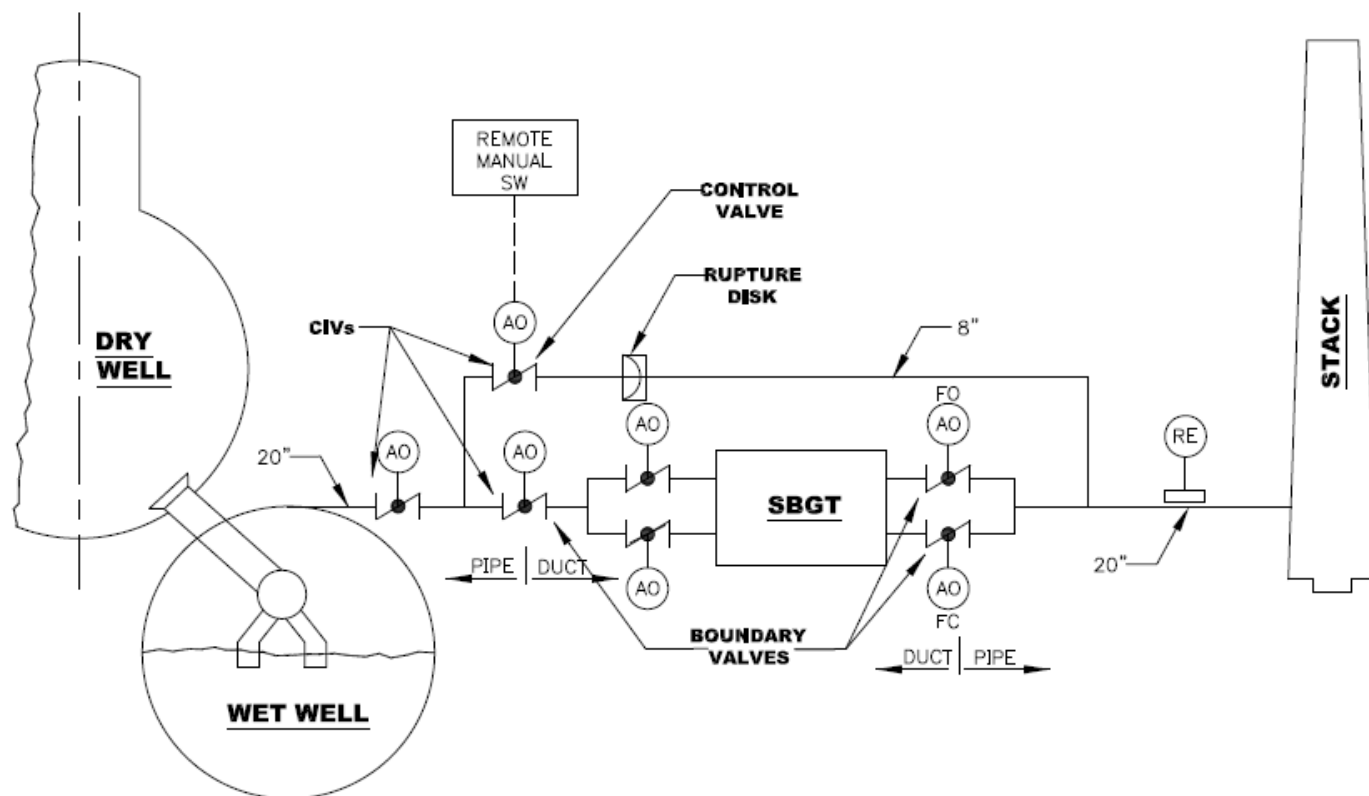 REMOTE
MANUAL
SW
CONTROL
VALVE
RUPTURE
DISK
AO
CIVs
8"
DRY
WELL
STACK
FO
AO
AO
RE
AO
AO
20"
SBGT
PIPE
DUCT
AO
AO
FC
20"
BOUNDARY
VALVES
DUCT
PIPE
WET WELL